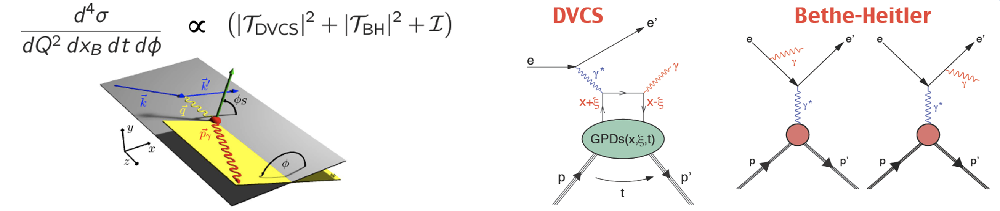 d⁴σ / dQ² dx_B dt dϕ ∝ (|𝒯_DVCS|² + |𝒯_BH|² + ℐ)
k⃗
k⃗′
q⃗
ϕS
p⃗γ
ϕ
y
x
z
DVCS
e
e’
γ*
γ
x+ξ
x-ξ
GPDs(x,ξ,t)
p
p’
t
Bethe-Heitler
e
e’
γ
γ*
p
p’
e
e’
γ
γ*
p
p’